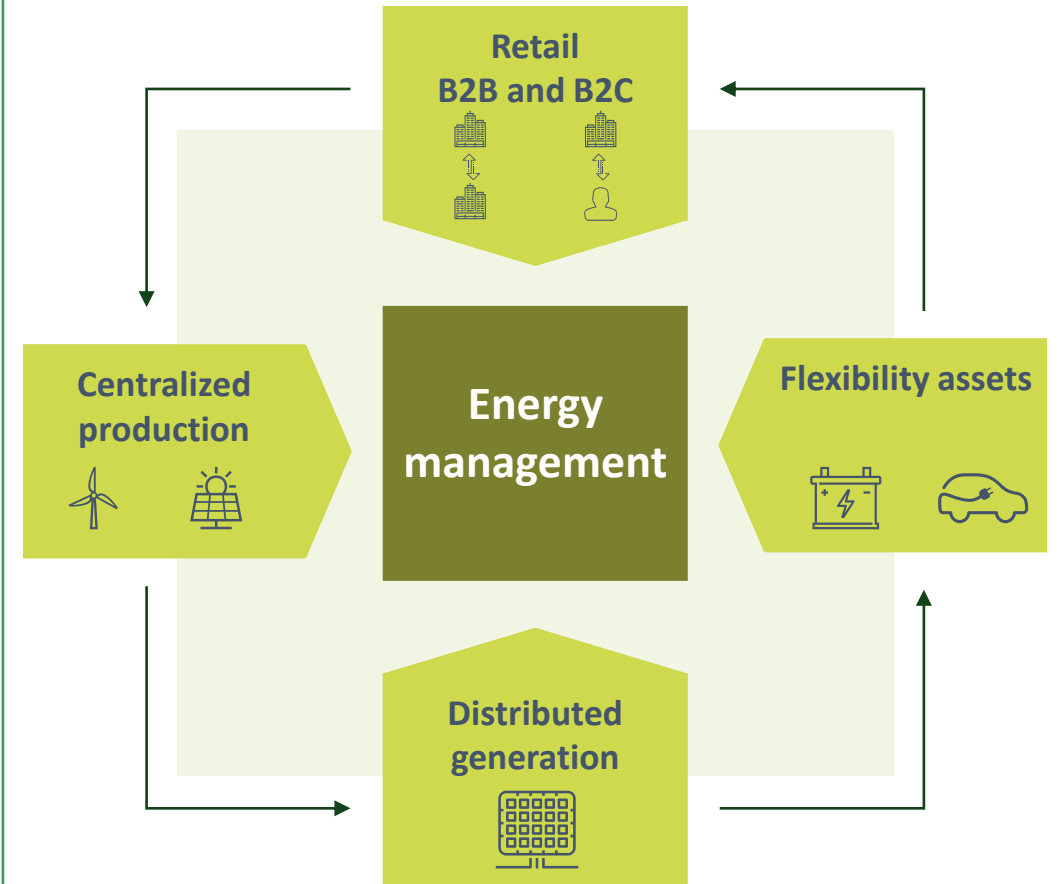 Retail
B2B and B2C
Centralized
production
Energy
management
Flexibility assets
Distributed
generation